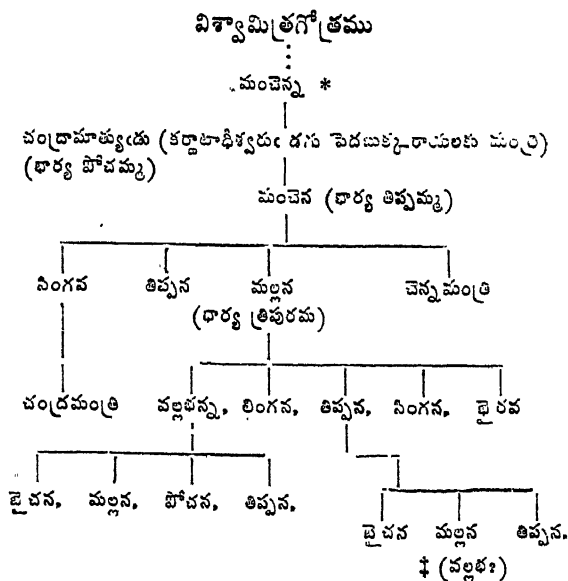 విశ్వామిత్రగోత్రము
మంచెన్న *
చంద్రామాత్యుఁడు (కర్ణాటాధీశ్వరుఁ డగు పెదబుక్కరాయలకు మంత్రి)
(భార్య పోచమ్మ)
మంచెన (భార్య తిప్పమ్మ)
సింగన తిప్పన మల్లన చెన్నమంత్రి
(భార్య త్రిపురమ)
చంద్రమంత్రి వల్లభన్న, లింగన, తిప్పన, సింగన, భైరవ
బైచన, మల్లన, పోచన, తిప్పన,
బైచన మల్లన తిప్పన.
‡ (వల్లభః)